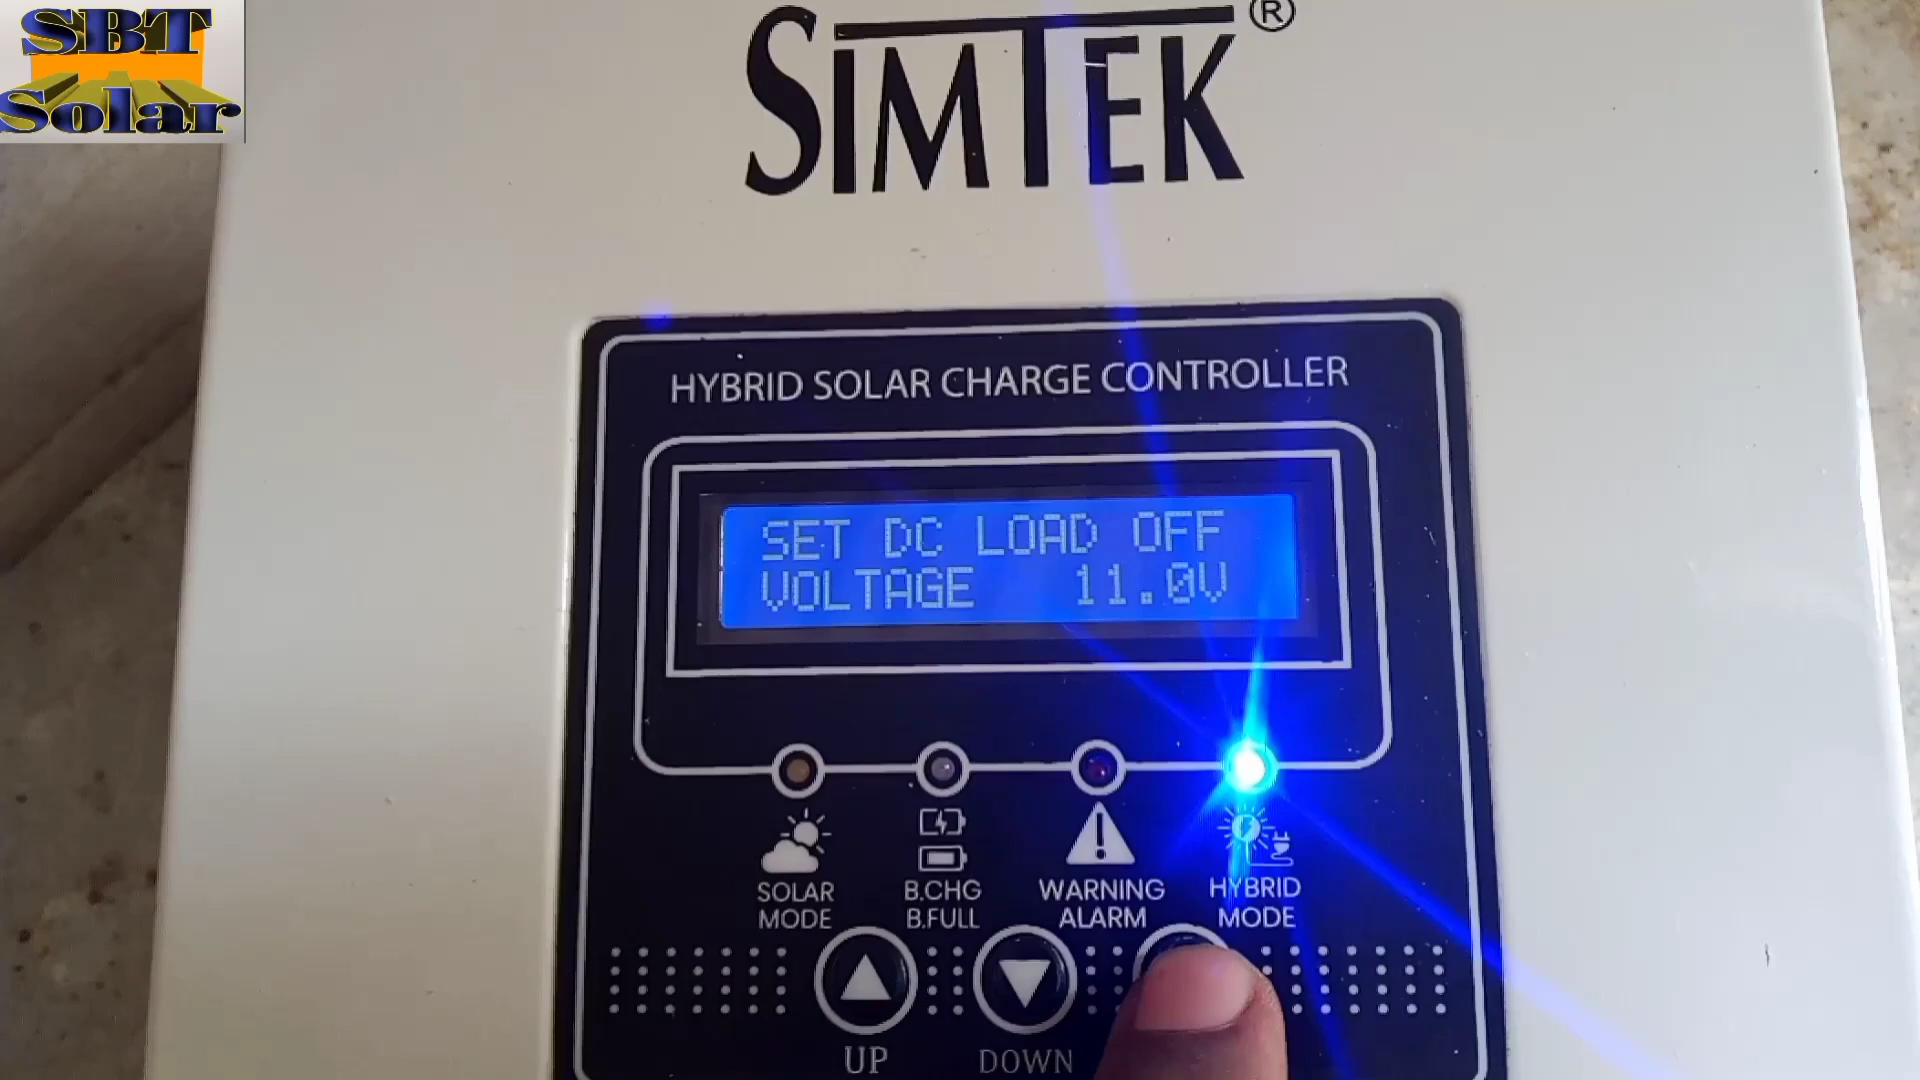 SBT
Solar
SIMTEK®
HYBRID SOLAR CHARGE CONTROLLER
SET DC LOAD OFF
VOLTAGE 11.0V
SOLAR
MODE
B.CHG
B.FULL
WARNING
ALARM
HYBRID
MODE
UP
DOWN